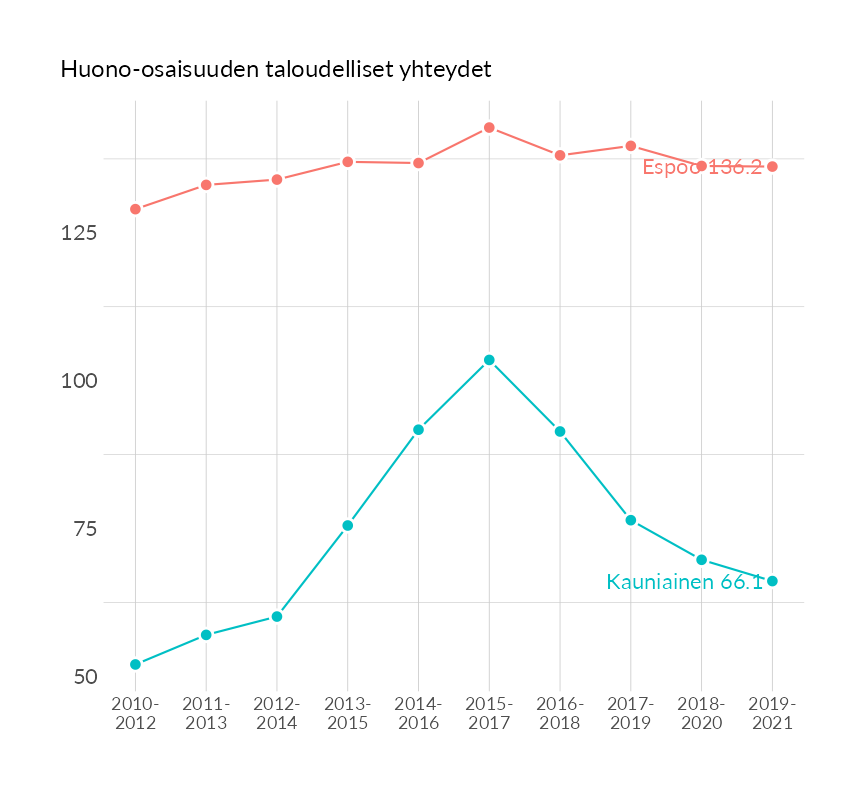 Huono-osaisuuden taloudelliset yhteydet
Espoo 136.2
125
100
75
Kauniainen 66.1
50
2010- 2011- 2012- 2013- 2014- 2015- 2016- 2017- 2018- 2019-
2012 2013 2014 2015 2016 2017 2018 2019 2020 2021